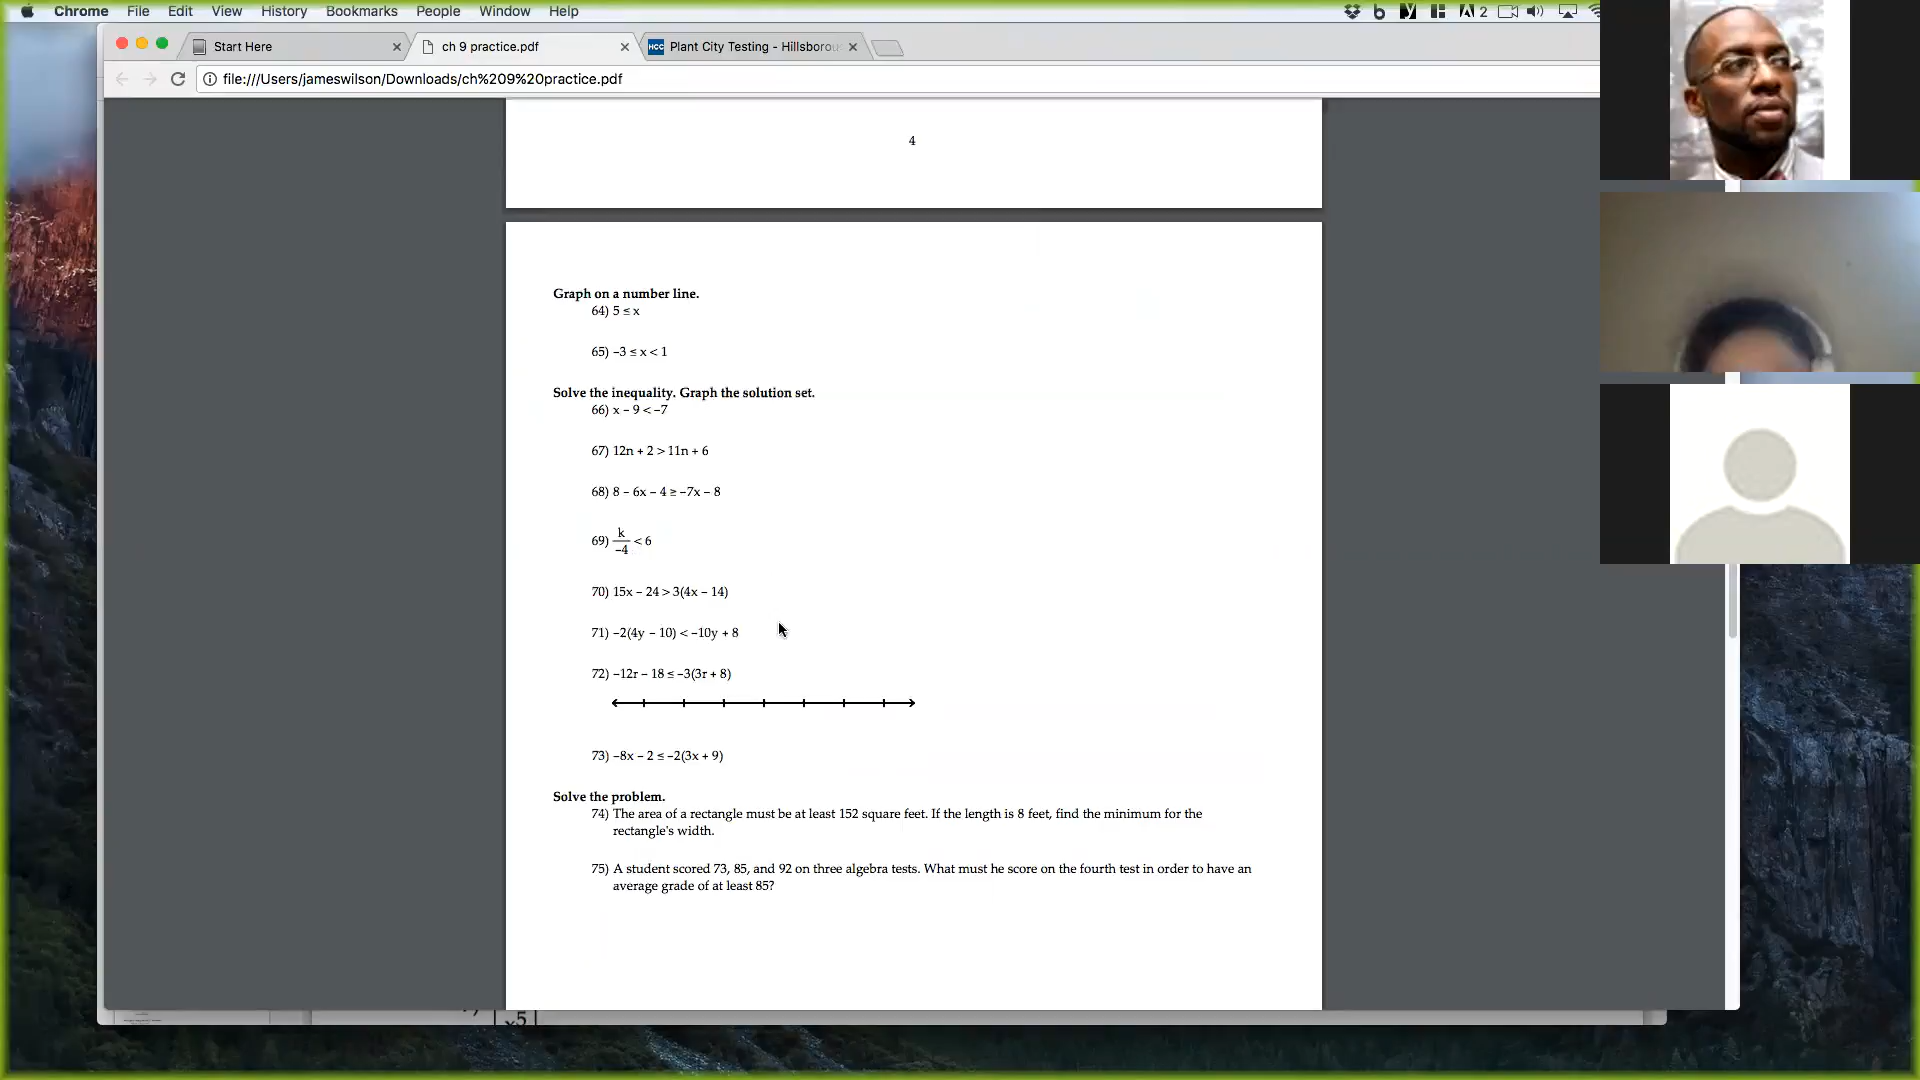 Chrome File Edit View History Bookmarks People Window Help 2
Start Here ch 9 practice.pdf HCC Plant City Testing - Hillsborou
file:///Users/jameswilson/Downloads/ch%209%20practice.pdf
4
Graph on a number line.
64) 5 ≤ x
65) -3 ≤ x < 1
Solve the inequality. Graph the solution set.
66) x - 9 < -7
67) 12n + 2 > 11n + 6
68) 8 - 6x - 4 ≥ -7x - 8
69) k/-4 < 6
70) 15x - 24 > 3(4x - 14)
71) -2(4y - 10) < -10y + 8
72) -12r - 18 ≤ -3(3r + 8)
73) -8x - 2 ≤ -2(3x + 9)
Solve the problem.
74) The area of a rectangle must be at least 152 square feet. If the length is 8 feet, find the minimum for the
rectangle's width.
75) A student scored 73, 85, and 92 on three algebra tests. What must he score on the fourth test in order to have an
average grade of at least 85?